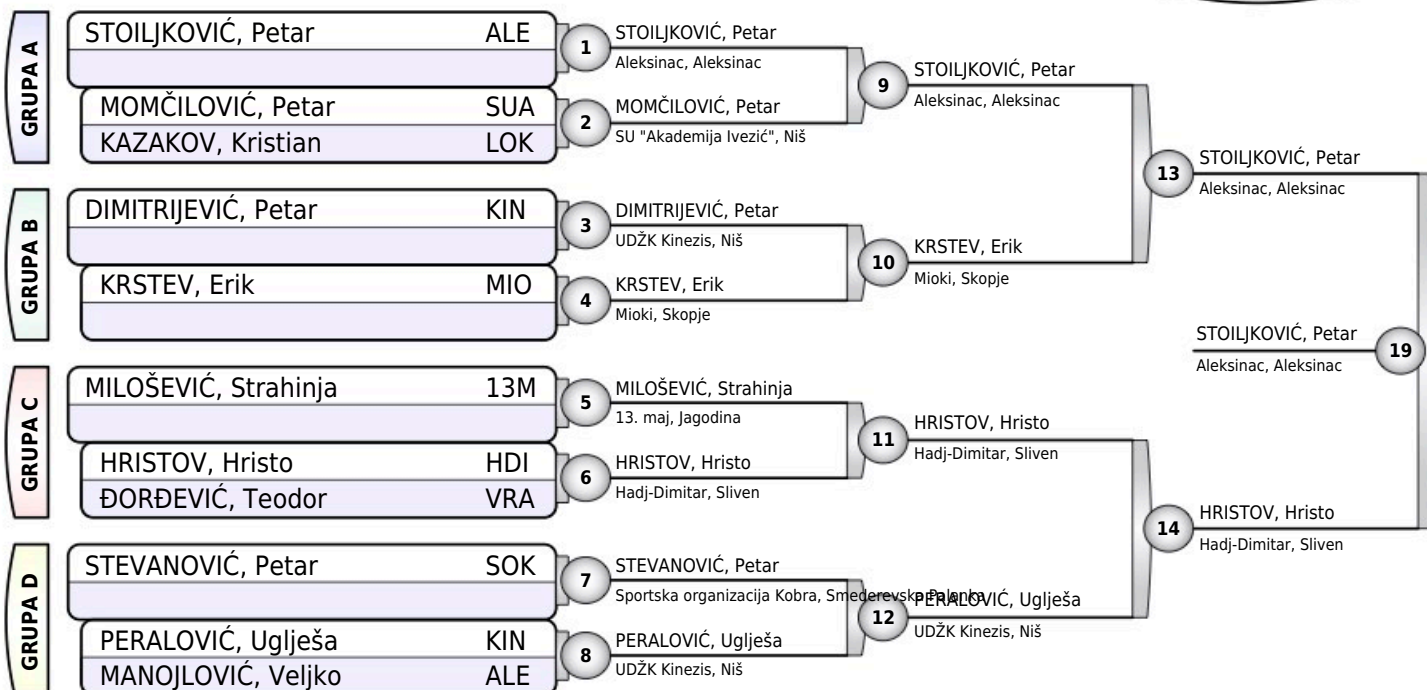 GRUPA A
STOILJKOVIĆ, Petar ALE
MOMČILOVIĆ, Petar SUA
KAZAKOV, Kristian LOK
1
STOILJKOVIĆ, Petar
Aleksinac, Aleksinac
2
MOMČILOVIĆ, Petar
SU "Akademija Ivezić", Niš
9
STOILJKOVIĆ, Petar
Aleksinac, Aleksinac
GRUPA B
DIMITRIJEVIĆ, Petar KIN
KRSTEV, Erik MIO
3
DIMITRIJEVIĆ, Petar
UDŽK Kinezis, Niš
4
KRSTEV, Erik
Mioki, Skopje
10
KRSTEV, Erik
Mioki, Skopje
13
STOILJKOVIĆ, Petar
Aleksinac, Aleksinac
GRUPA C
MILOŠEVIĆ, Strahinja 13M
HRISTOV, Hristo HDI
ĐORĐEVIĆ, Teodor VRA
5
MILOŠEVIĆ, Strahinja
13. maj, Jagodina
6
HRISTOV, Hristo
Hadj-Dimitar, Sliven
11
HRISTOV, Hristo
Hadj-Dimitar, Sliven
GRUPA D
STEVANOVIĆ, Petar SOK
PERALOVIĆ, Uglješa KIN
MANOJLOVIĆ, Veljko ALE
7
STEVANOVIĆ, Petar
Sportska organizacija Kobra, Smederevska Palanka
8
PERALOVIĆ, Uglješa
UDŽK Kinezis, Niš
12
PERALOVIĆ, Uglješa
UDŽK Kinezis, Niš
14
HRISTOV, Hristo
Hadj-Dimitar, Sliven
STOILJKOVIĆ, Petar
Aleksinac, Aleksinac
19